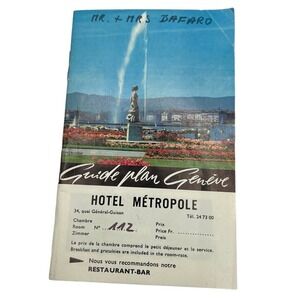 MR. + MRS DAFARO
Guide plan Genève
HOTEL MÉTROPOLE
34, quai Général-Guisan Tél. 24 73 00
Chambre Prix
Room N° 112 Price Fr.
Zimmer Preis
Le prix de la chambre comprend le petit déjeuner et le service.
Breakfast and gratuities are included in the room-rate.
Nous vous recommandons notre
RESTAURANT-BAR